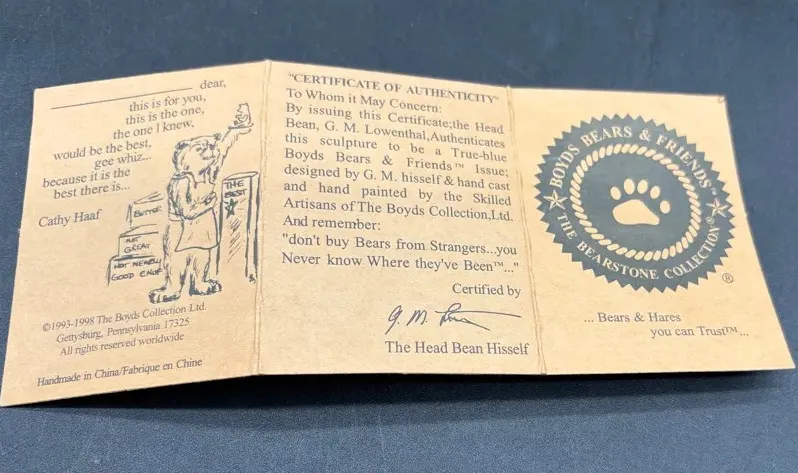 _____________________ dear,
this is for you,
this is the one,
the one I knew,
would be the best,
gee whiz...
because it is the
best there is...
Cathy Haaf
THE
BEST
BETTER
NOT
GREAT
NOT NEARLY
GOOD ENUF
©1993-1998 The Boyds Collection Ltd.
Gettysburg, Pennsylvania 17325
All rights reserved worldwide
Handmade in China/Fabrique en Chine
"CERTIFICATE OF AUTHENTICITY"
To Whom it May Concern:
By issuing this Certificate;the Head
Bean, G. M. Lowenthal,Authenticates
this sculpture to be a True-blue
Boyds Bears & Friends™ Issue;
designed by G. M. hisself & hand cast
and hand painted by the Skilled
Artisans of The Boyds Collection,Ltd.
And remember:
"don't buy Bears from Strangers...you
Never know Where they've Been™..."
Certified by
G. M.
The Head Bean Hisself
BOYDS BEARS & FRIENDS™
THE BEARSTONE COLLECTION®
®
... Bears & Hares
you can Trust™...